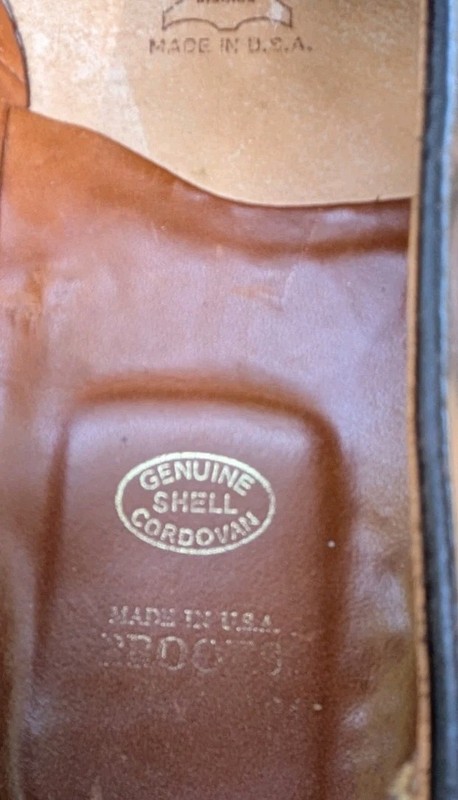 MADE IN U.S.A.
GENUINE
SHELL
CORDOVAN
MADE IN U.S.A.